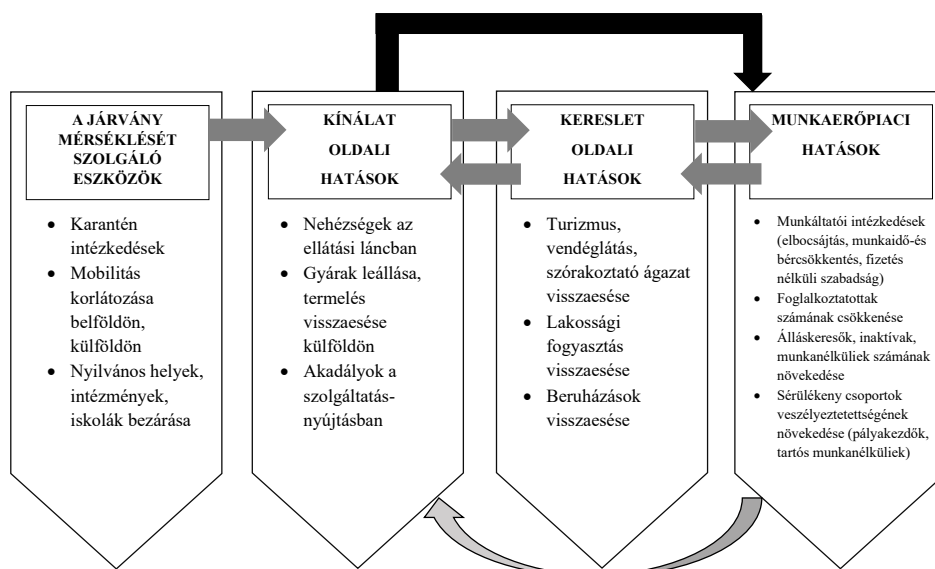 A JÁRVÁNY
MÉRSÉKLÉSÉT
SZOLGÁLÓ
ESZKÖZÖK
• Karantén
intézkedések
• Mobilitás
korlátozása
belföldön,
külföldön
• Nyilvános helyek,
intézmények,
iskolák bezárása
KÍNÁLAT
OLDALI
HATÁSOK
• Nehézségek az
ellátási láncban
• Gyárak leállása,
termelés
visszaesése
külföldön
• Akadályok a
szolgáltatás-
nyújtásban
KERESLET
OLDALI
HATÁSOK
• Turizmus,
vendéglátás,
szórakoztató ágazat
visszaesése
• Lakossági
fogyasztás
visszaesése
• Beruházások
visszaesése
MUNKAERŐPIACI
HATÁSOK
• Munkáltatói intézkedések
(elbocsájtás, munkaidő-és
bércsökkentés, fizetés
nélküli szabadság)
• Foglalkoztatottak
számának csökkenése
• Álláskeresők, inaktívak,
munkanélküliek számának
növekedése
• Sérülékeny csoportok
veszélyeztetettségének
növekedése (pályakezdők,
tartós munkanélküliek)